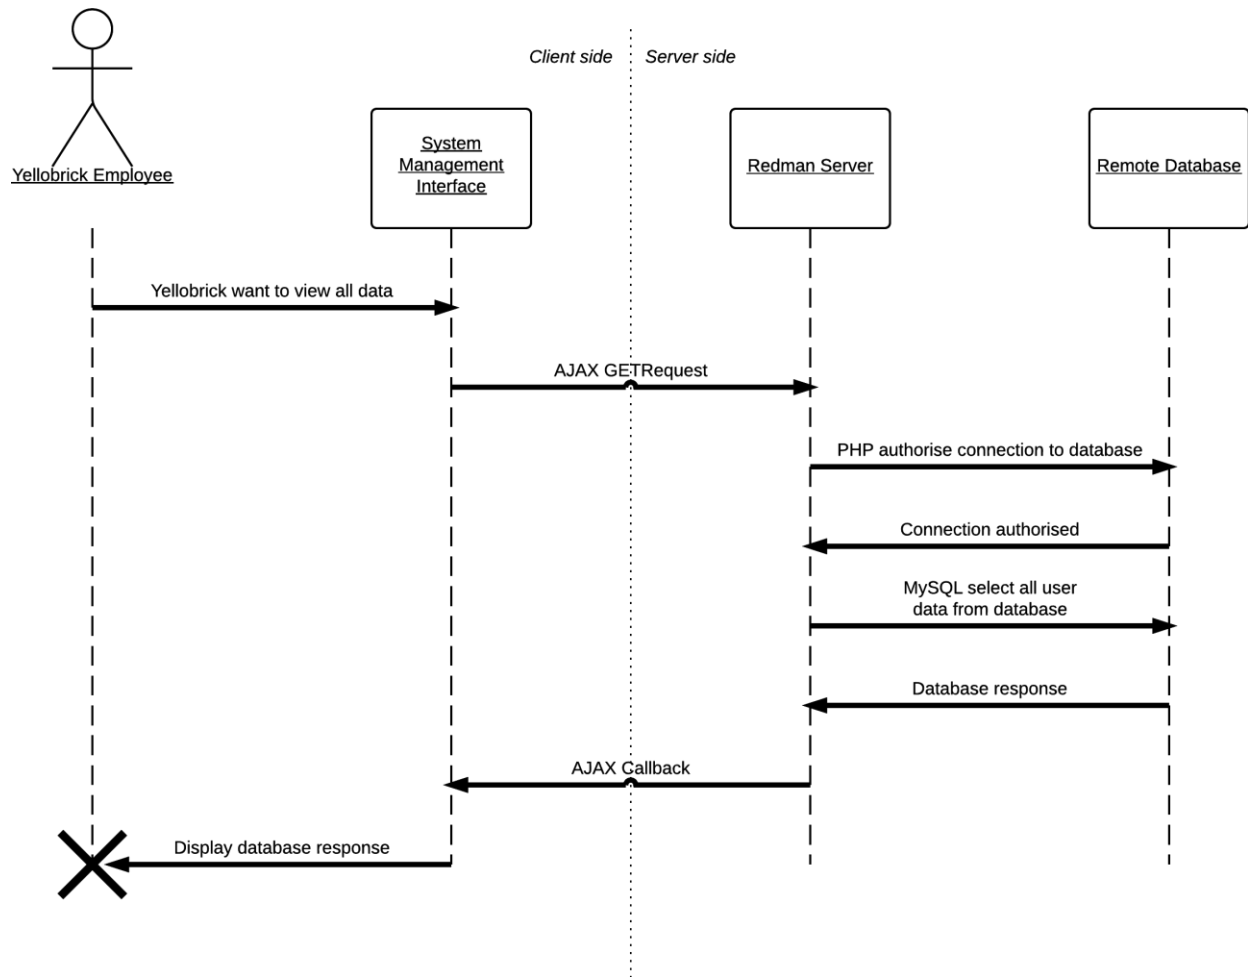 Client side
Server side
Yellobrick Employee
System
Management
Interface
Redman Server
Remote Database
Yellobrick want to view all data
AJAX GETRequest
PHP authorise connection to database
Connection authorised
MySQL select all user
data from database
Database response
AJAX Callback
Display database response